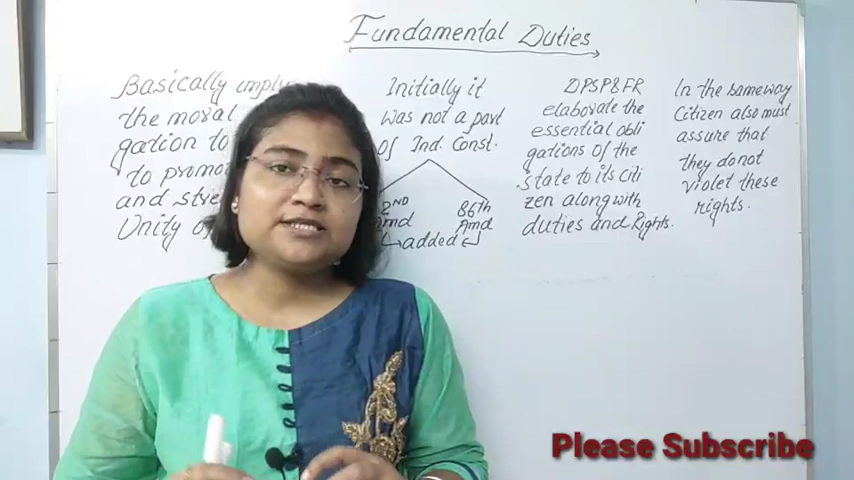 Fundamental Duties
Basically imply
the moral
gation to
to promo
and stre
Unity o
Initially it
was not a part
of Ind. Const.
2ND
Amd
86th
Amd
added
DPSP&FR
elaborate the
essential obli
gations of the
state to its citi
zen along with
duties and Rights.
In the same way
Citizen also must
assure that
they do not
violet these
rights.
Please Subscribe